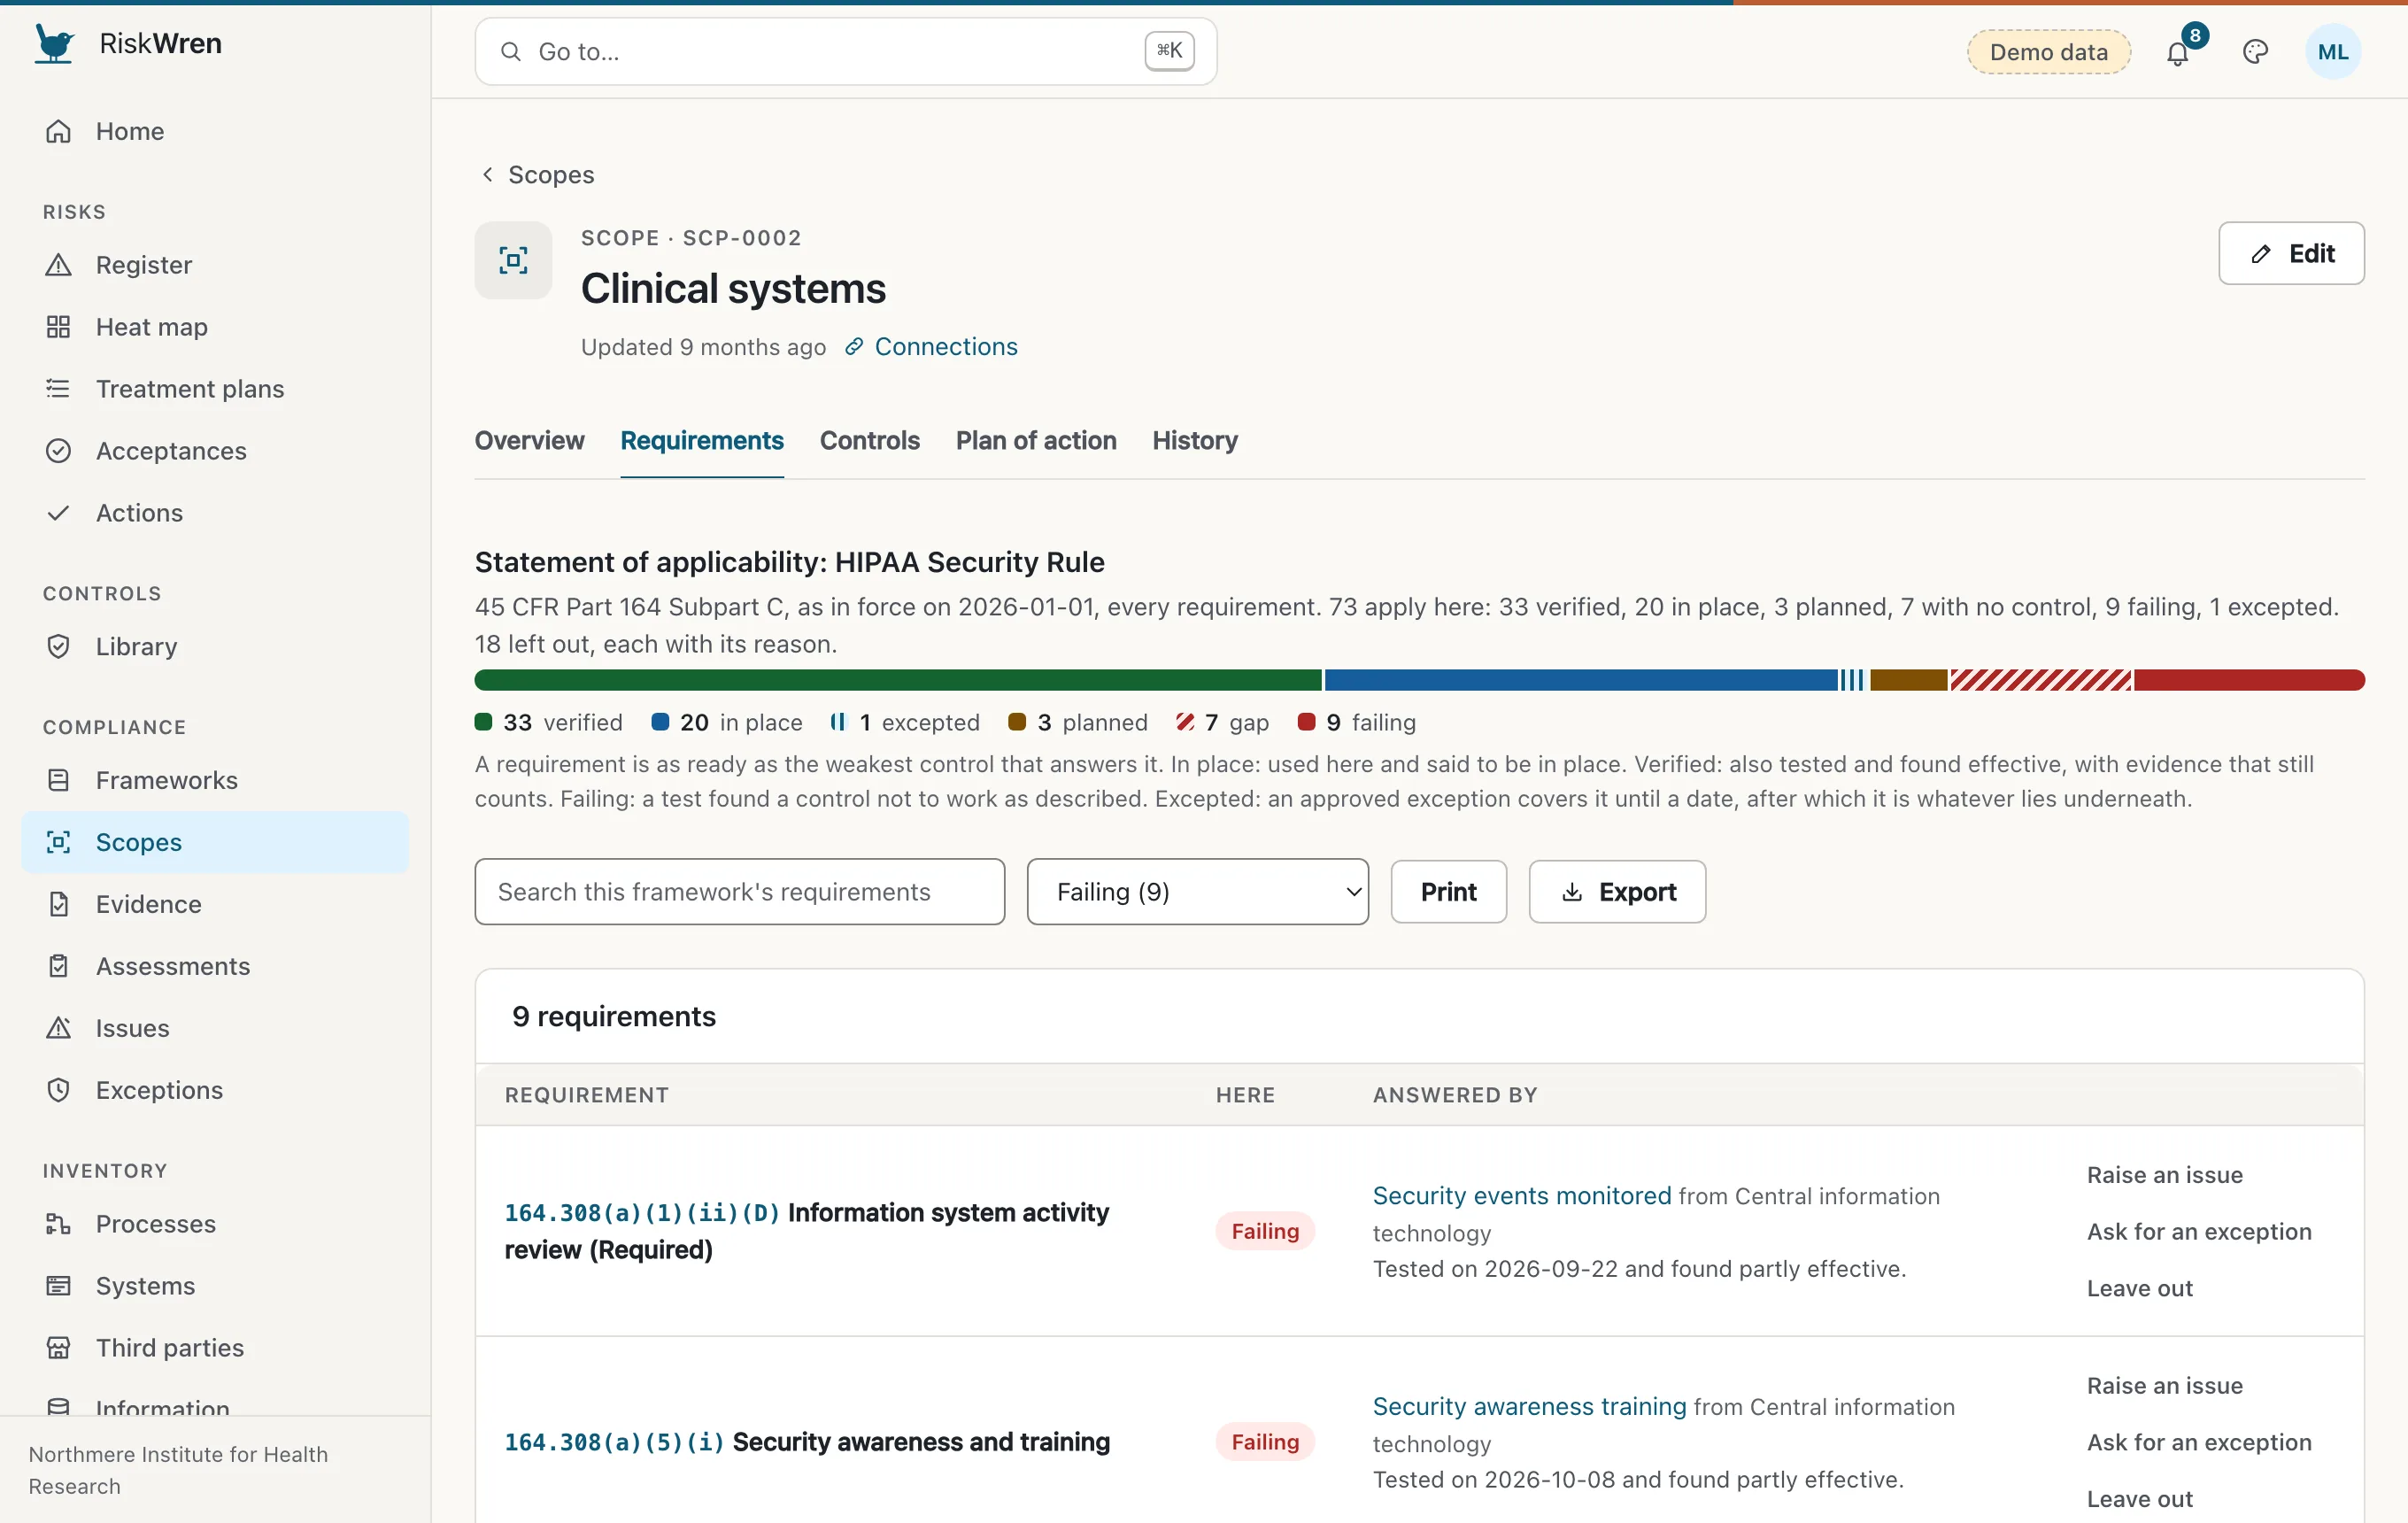 RiskWren
Go to...
⌘K
Demo data
8
ML
Home
RISKS
Register
Heat map
Treatment plans
Acceptances
Actions
CONTROLS
Library
COMPLIANCE
Frameworks
Scopes
Evidence
Assessments
Issues
Exceptions
INVENTORY
Processes
Systems
Third parties
Information
Northmere Institute for Health
Research
Scopes
SCOPE · SCP-0002
Clinical systems
Updated 9 months ago Connections
Edit
Overview Requirements Controls Plan of action History
Statement of applicability: HIPAA Security Rule
45 CFR Part 164 Subpart C, as in force on 2026-01-01, every requirement. 73 apply here: 33 verified, 20 in place, 3 planned, 7 with no control, 9 failing, 1 excepted.
18 left out, each with its reason.
33 verified 20 in place 1 excepted 3 planned 7 gap 9 failing
A requirement is as ready as the weakest control that answers it. In place: used here and said to be in place. Verified: also tested and found effective, with evidence that still
counts. Failing: a test found a control not to work as described. Excepted: an approved exception covers it until a date, after which it is whatever lies underneath.
Search this framework's requirements
Failing (9)
Print
Export
9 requirements
REQUIREMENT HERE ANSWERED BY
164.308(a)(1)(ii)(D) Information system activity
review (Required)
Failing
Security events monitored from Central information
technology
Tested on 2026-09-22 and found partly effective.
Raise an issue
Ask for an exception
Leave out
164.308(a)(5)(i) Security awareness and training
Failing
Security awareness training from Central information
technology
Tested on 2026-10-08 and found partly effective.
Raise an issue
Ask for an exception
Leave out